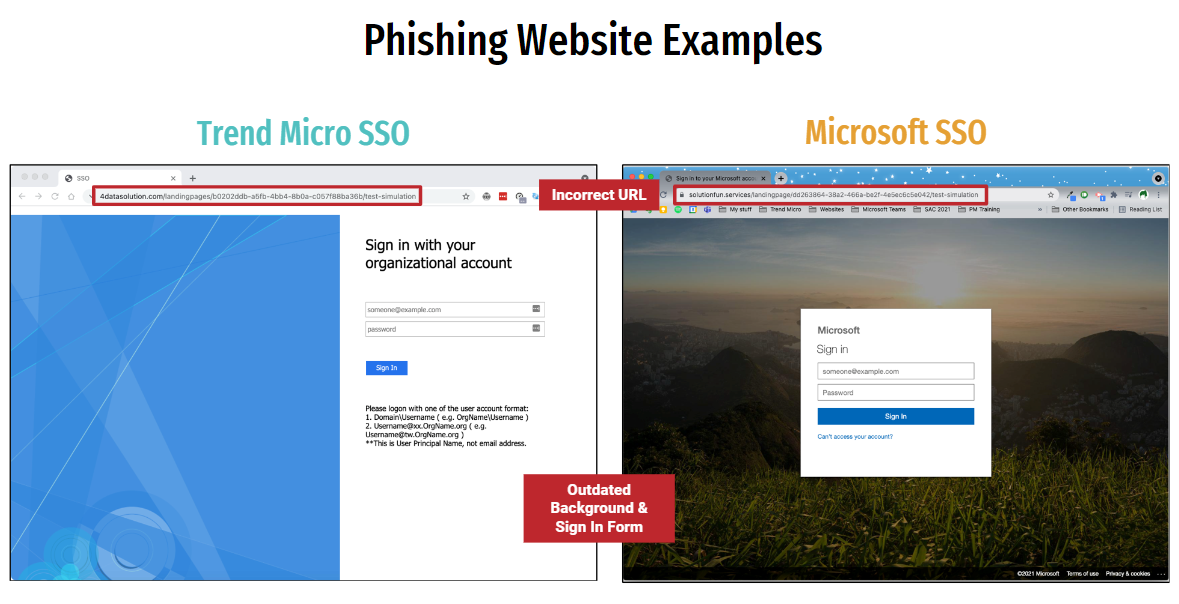 Phishing Website Examples
Trend Micro SSO
Microsoft SSO
SSO
4datasolution.com/landingpages/b0202ddb-a5fb-4bb4-8b0a-c057f88ba36b/test-simulation
Sign in with your
organizational account
someone@example.com
password
Sign In
Please logon with one of the user account format:
1. Domain\Username ( e.g. OrgName\Username )
2. Username@xx.OrgName.org ( e.g.
Username@tw.OrgName.org )
**This is User Principal Name, not email address.
Incorrect URL
Outdated
Background &
Sign In Form
Sign in to your Microsoft acco
solutionfun.services/landingpage/dd263864-38a2-466a-be2f-4e5ec6c5e042/test-simulation
My stuff Trend Micro Websites Microsoft Teams SAC 2021 PM Training » Other Bookmarks Reading List
Microsoft
Sign in
someone@example.com
Password
Sign In
Can't access your account?
©2021 Microsoft Terms of use Privacy & cookies ...